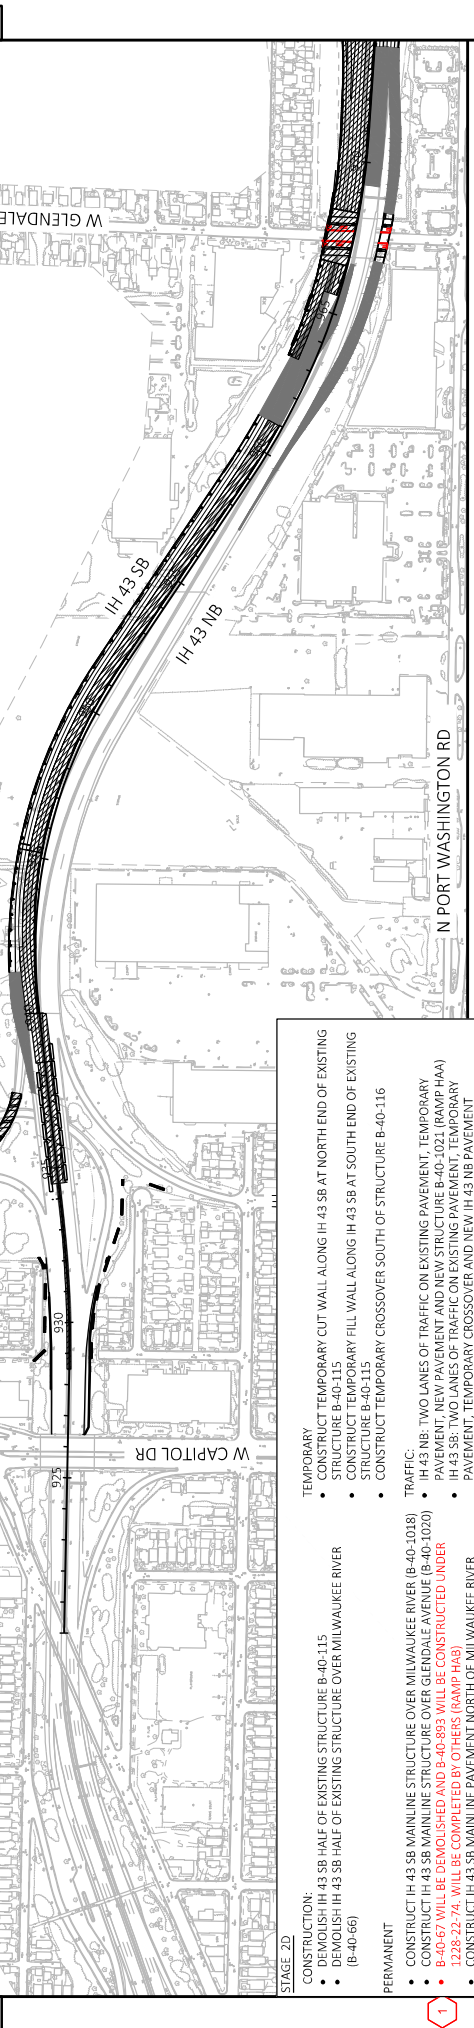 W GLENDALE
IH 43 SB
IH 43 NB
N PORT WASHINGTON RD
W CAPITOL DR
965
930
925
STAGE 2D
CONSTRUCTION:
• DEMOLISH IH 43 SB HALF OF EXISTING STRUCTURE B-40-115
• DEMOLISH IH 43 SB HALF OF EXISTING STRUCTURE OVER MILWAUKEE RIVER
(B-40-66)
PERMANENT
• CONSTRUCT IH 43 SB MAINLINE STRUCTURE OVER MILWAUKEE RIVER (B-40-1018)
• CONSTRUCT IH 43 SB MAINLINE STRUCTURE OVER GLENDALE AVENUE (B-40-1020)
• B-40-67 WILL BE DEMOLISHED AND B-40-893 WILL BE CONSTRUCTED UNDER
1228-22-74. WILL BE COMPLETED BY OTHERS (RAMP HAB)
• CONSTRUCT IH 43 SB MAINLINE PAVEMENT NORTH OF MILWAUKEE RIVER
TEMPORARY
• CONSTRUCT TEMPORARY CUT WALL ALONG IH 43 SB AT NORTH END OF EXISTING
STRUCTURE B-40-115
• CONSTRUCT TEMPORARY FILL WALL ALONG IH 43 SB AT SOUTH END OF EXISTING
STRUCTURE B-40-115
• CONSTRUCT TEMPORARY CROSSOVER SOUTH OF STRUCTURE B-40-116
TRAFFIC:
• IH 43 NB: TWO LANES OF TRAFFIC ON EXISTING PAVEMENT, TEMPORARY
PAVEMENT, NEW PAVEMENT AND NEW STRUCTURE B-40-1021 (RAMP HAA)
• IH 43 SB: TWO LANES OF TRAFFIC ON EXISTING PAVEMENT, TEMPORARY
PAVEMENT, TEMPORARY CROSSOVER AND NEW IH 43 NB PAVEMENT
1